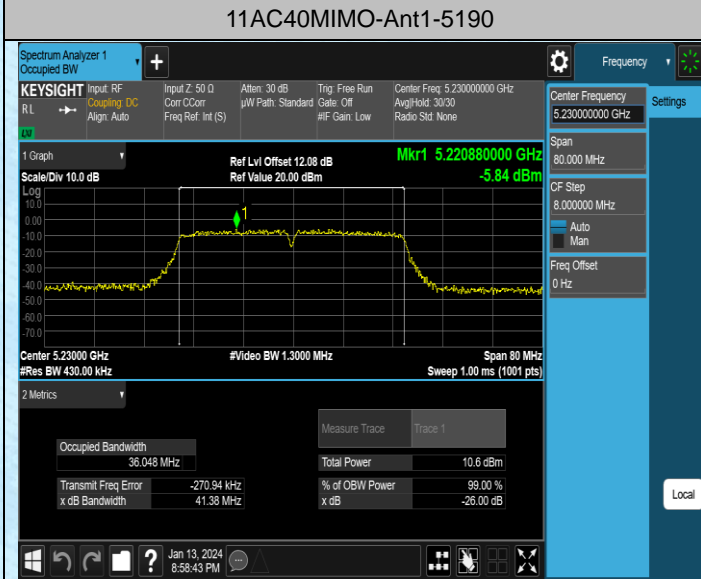 11AC40MIMO-Ant1-5190
Spectrum Analyzer 1
Occupied BW
Frequency
KEYSIGHT
RL
Input: RF
Coupling: DC
Align: Auto
Input Z: 50 Ω
Corr CCorr
Freq Ref: Int (S)
Atten: 30 dB
µW Path: Standard
Trig: Free Run
Gate: Off
#IF Gain: Low
Center Freq: 5.230000000 GHz
Avg|Hold: 30/30
Radio Std: None
Center Frequency
5.230000000 GHz
Settings
Span
80.000 MHz
CF Step
8.000000 MHz
Auto
Man
Freq Offset
0 Hz
1 Graph
Scale/Div 10.0 dB
Ref Lvl Offset 12.08 dB
Ref Value 20.00 dBm
Mkr1 5.220880000 GHz
-5.84 dBm
Log
10.0
0.00
-10.0
-20.0
-30.0
-40.0
-50.0
-60.0
-70.0
1
Center 5.23000 GHz
#Res BW 430.00 kHz
#Video BW 1.3000 MHz
Span 80 MHz
Sweep 1.00 ms (1001 pts)
2 Metrics
Measure Trace
Trace 1
Occupied Bandwidth
36.048 MHz
Total Power
10.6 dBm
Transmit Freq Error
-270.94 kHz
% of OBW Power
99.00 %
x dB Bandwidth
41.38 MHz
x dB
-26.00 dB
Local
Jan 13, 2024
8:58:43 PM